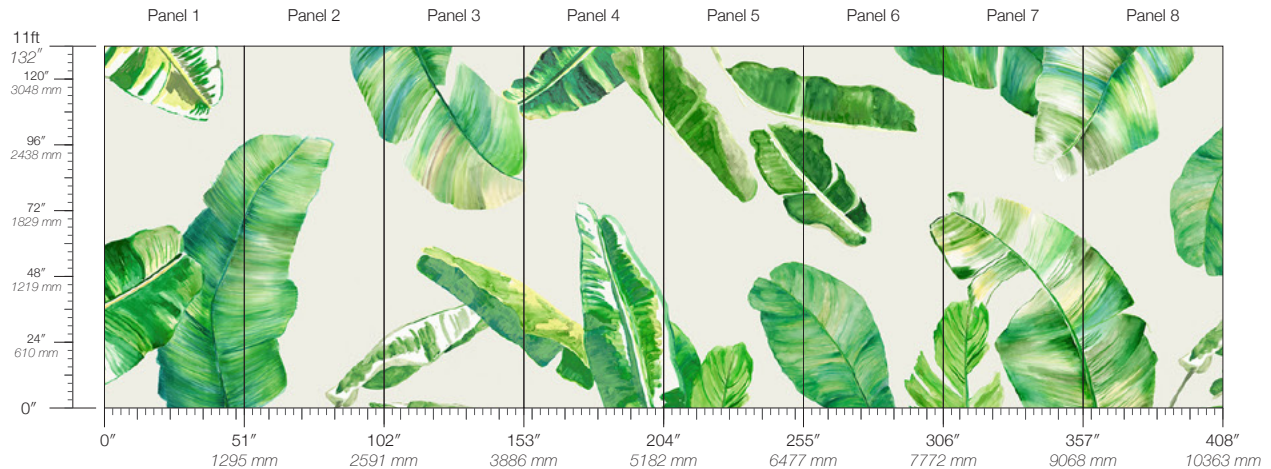 Panel 1 Panel 2 Panel 3 Panel 4 Panel 5 Panel 6 Panel 7 Panel 8
11ft
132″
120″
3048 mm
96″
2438 mm
72″
1829 mm
48″
1219 mm
24″
610 mm
0″
0″ 51″ 102″ 153″ 204″ 255″ 306″ 357″ 408″
1295 mm 2591 mm 3886 mm 5182 mm 6477 mm 7772 mm 9068 mm 10363 mm